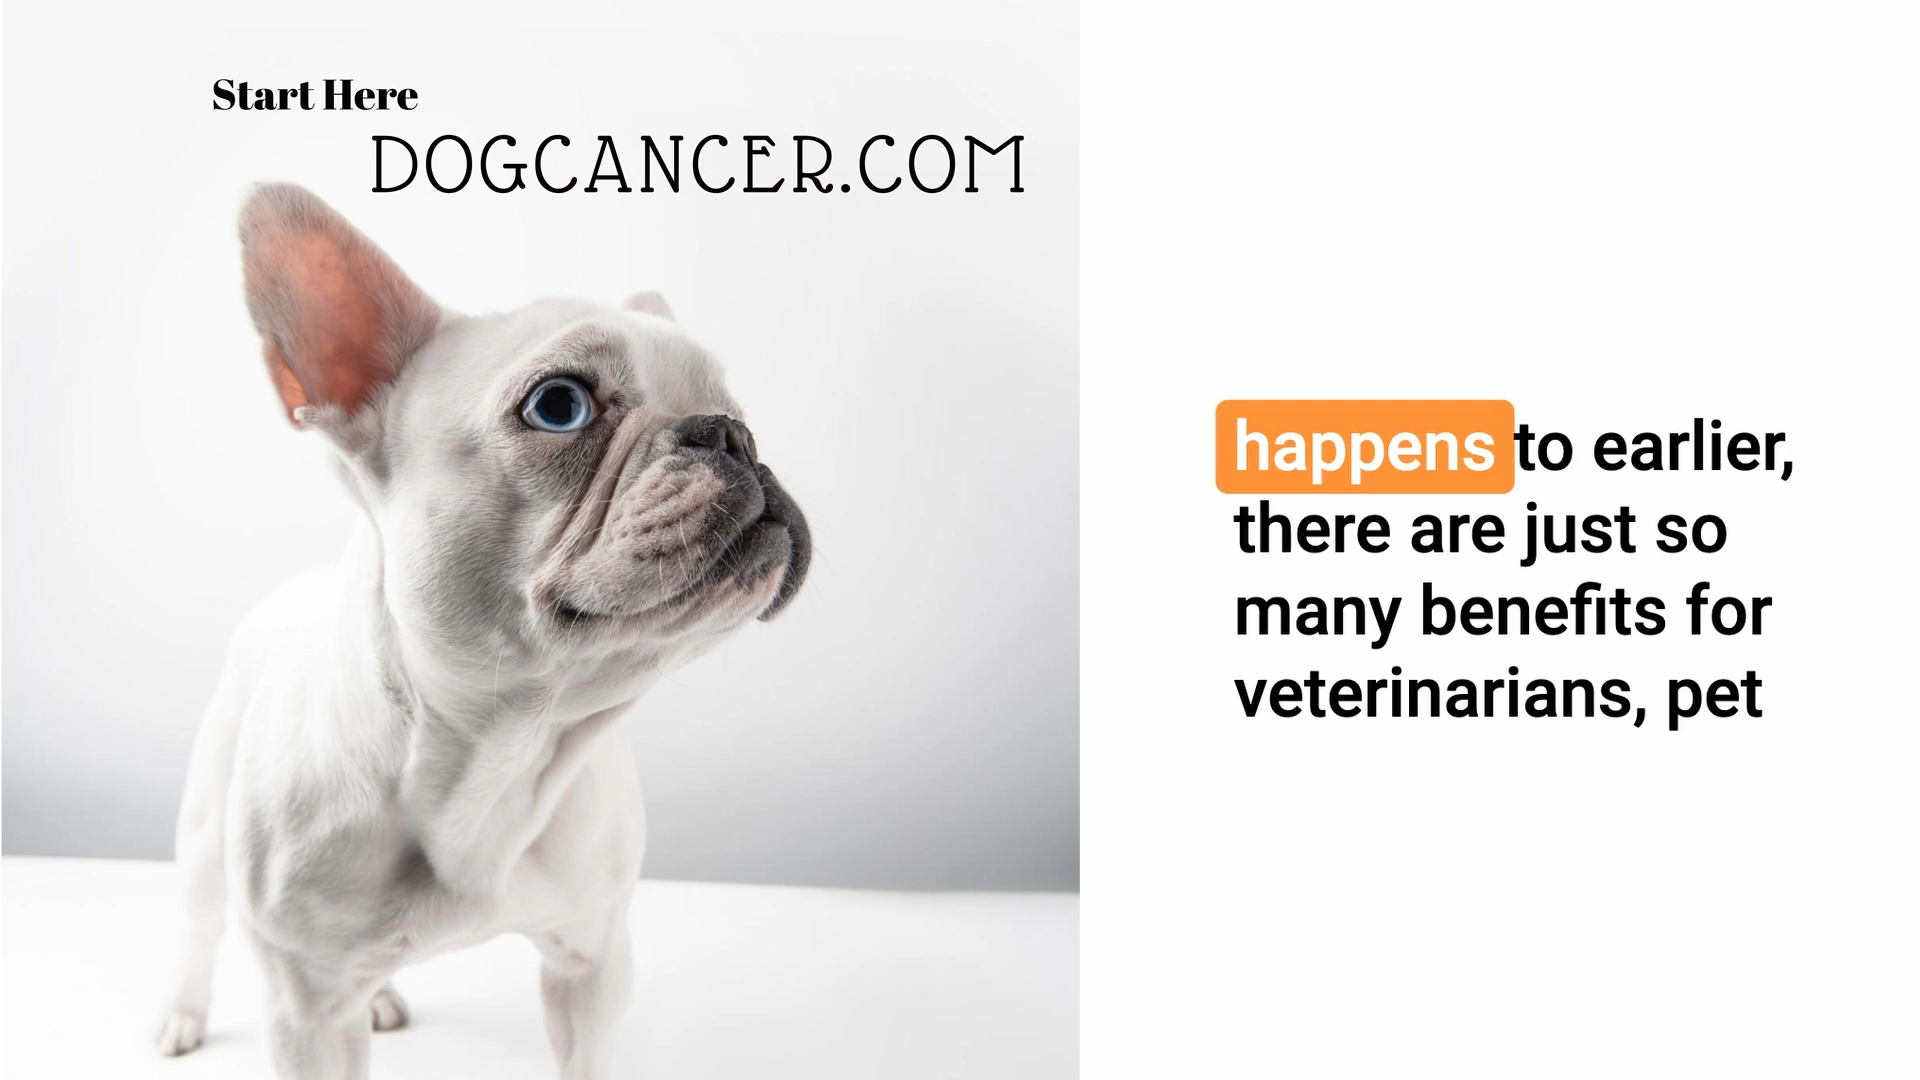 Start Here
DOGCANCER.COM
happens to earlier,
there are just so
many benefits for
veterinarians, pet